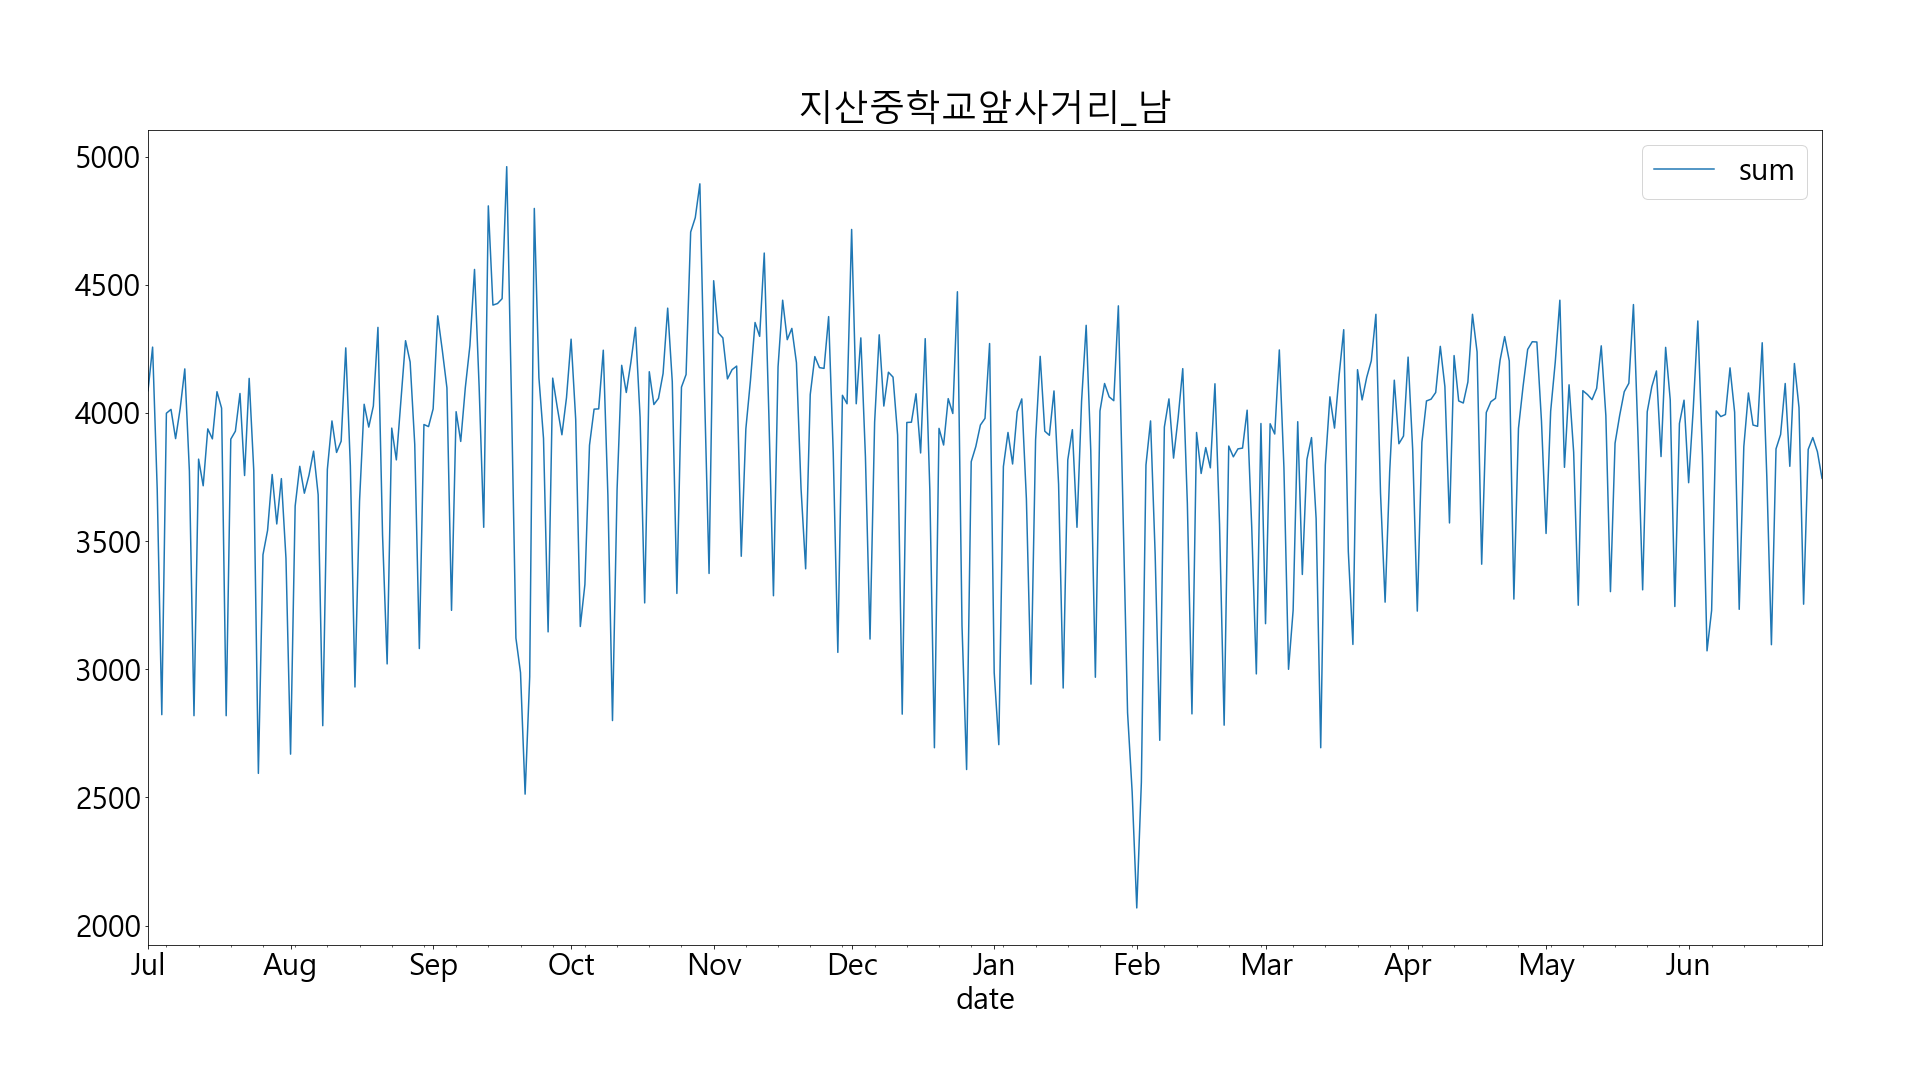 지산중학교앞사거리_남
sum
5000
4500
4000
3500
3000
2500
2000
Jul Aug Sep Oct Nov Dec Jan Feb Mar Apr May Jun
date